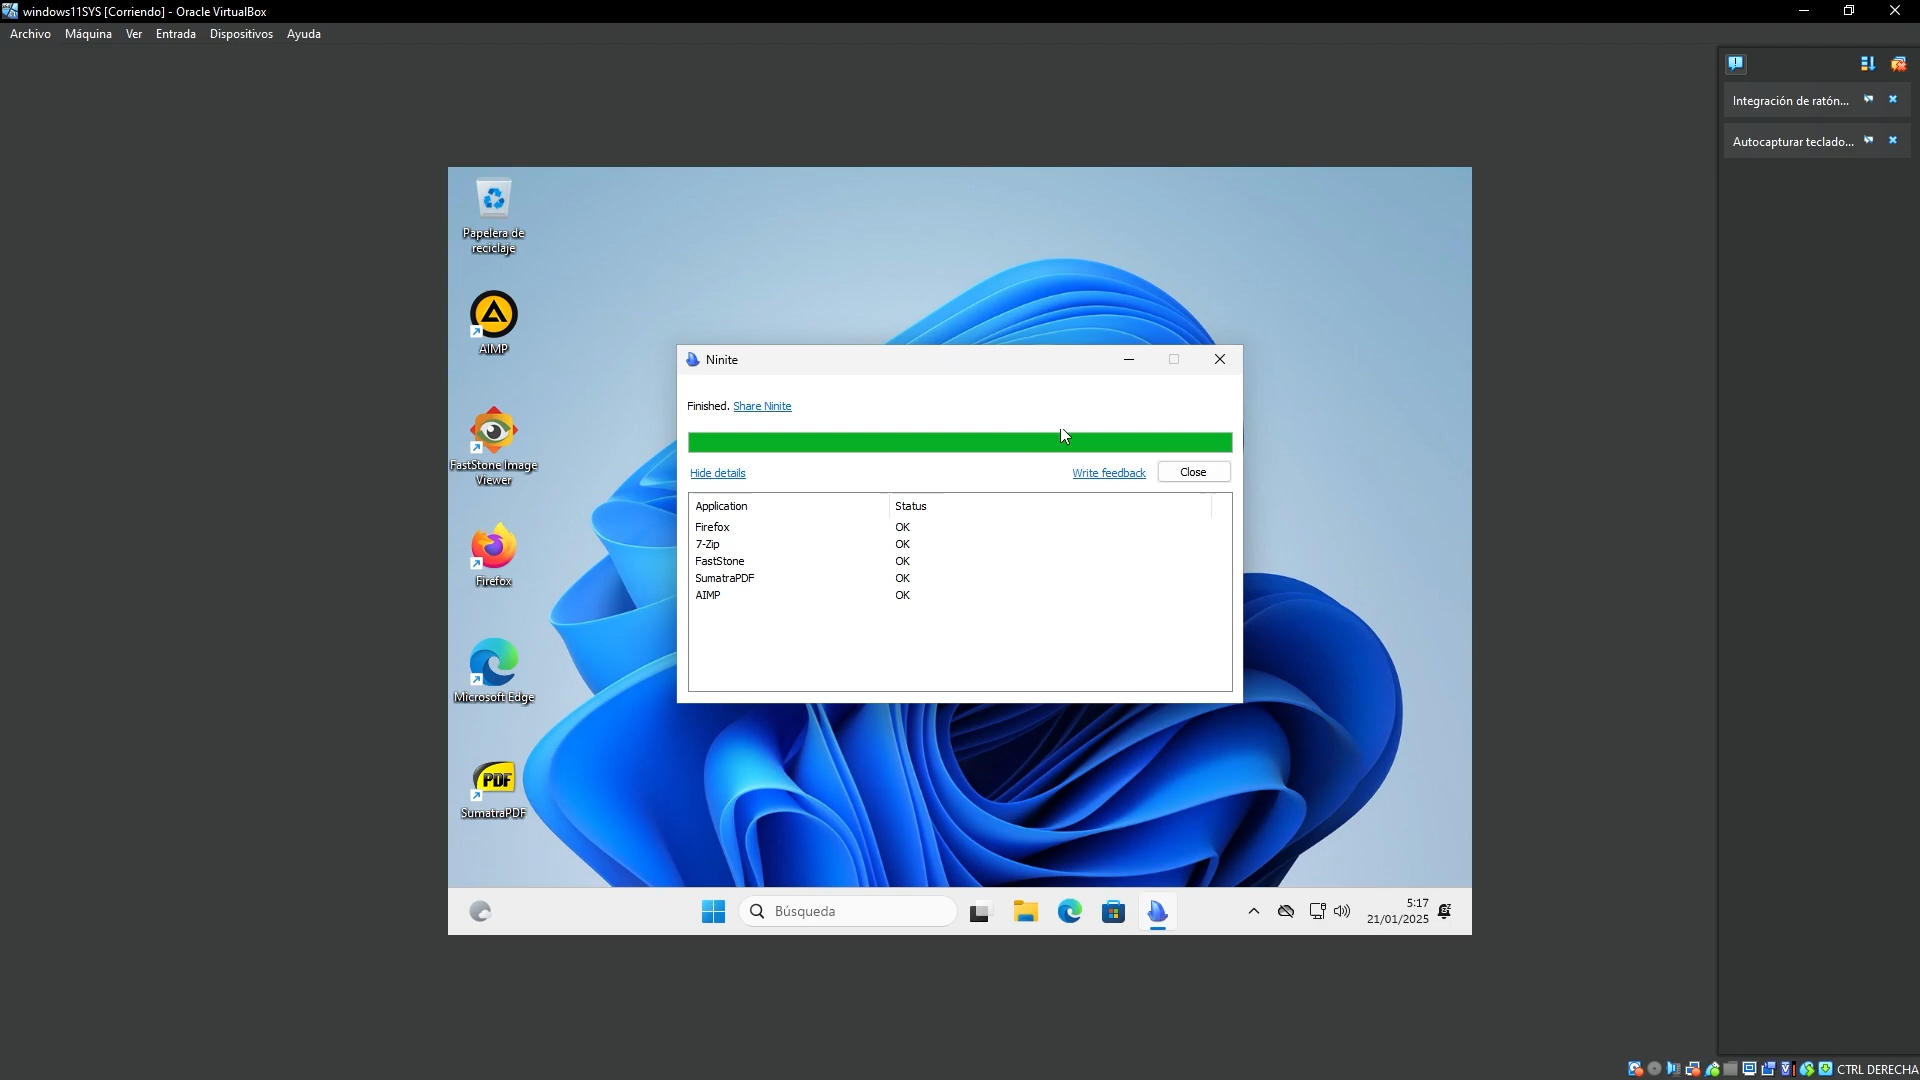 windows11SYS [Corriendo] - Oracle VirtualBox
Archivo Máquina Ver Entrada Dispositivos Ayuda
Integración de ratón...
Autocapturar teclado...
Papelera de
reciclaje
AIMP
FastStone Image
Viewer
Firefox
Microsoft Edge
PDF
SumatraPDF
Ninite
Finished. Share Ninite
Hide details
Write feedback
Close
Application Status
Firefox OK
7-Zip OK
FastStone OK
SumatraPDF OK
AIMP OK
Búsqueda
5:17
21/01/2025
CTRL DERECHA